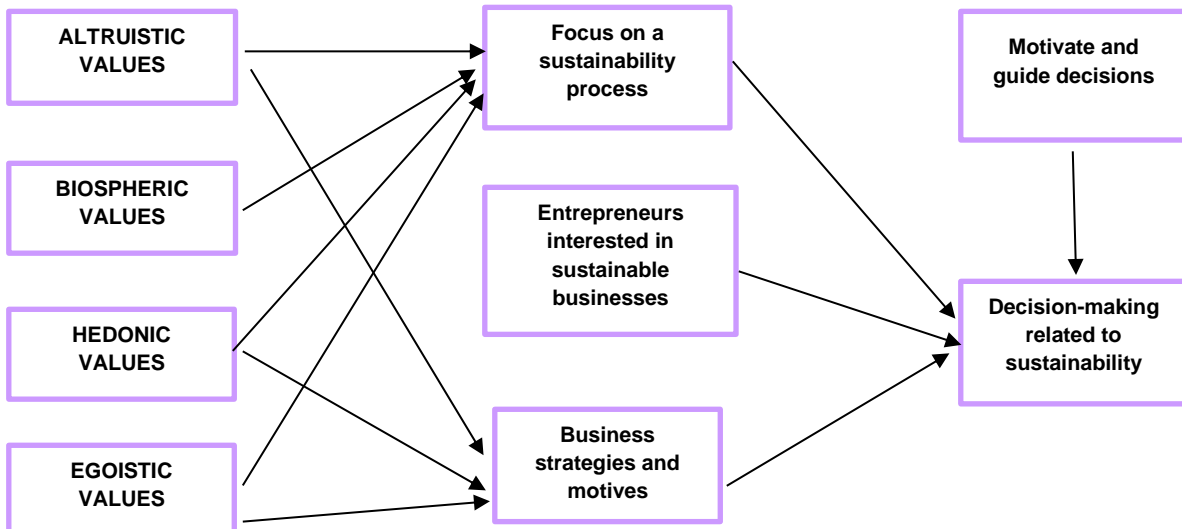 ALTRUISTIC
VALUES
BIOSPHERIC
VALUES
HEDONIC
VALUES
EGOISTIC
VALUES
Focus on a
sustainability
process
Entrepreneurs
interested in
sustainable
businesses
Business
strategies and
motives
Motivate and
guide decisions
Decision-making
related to
sustainability